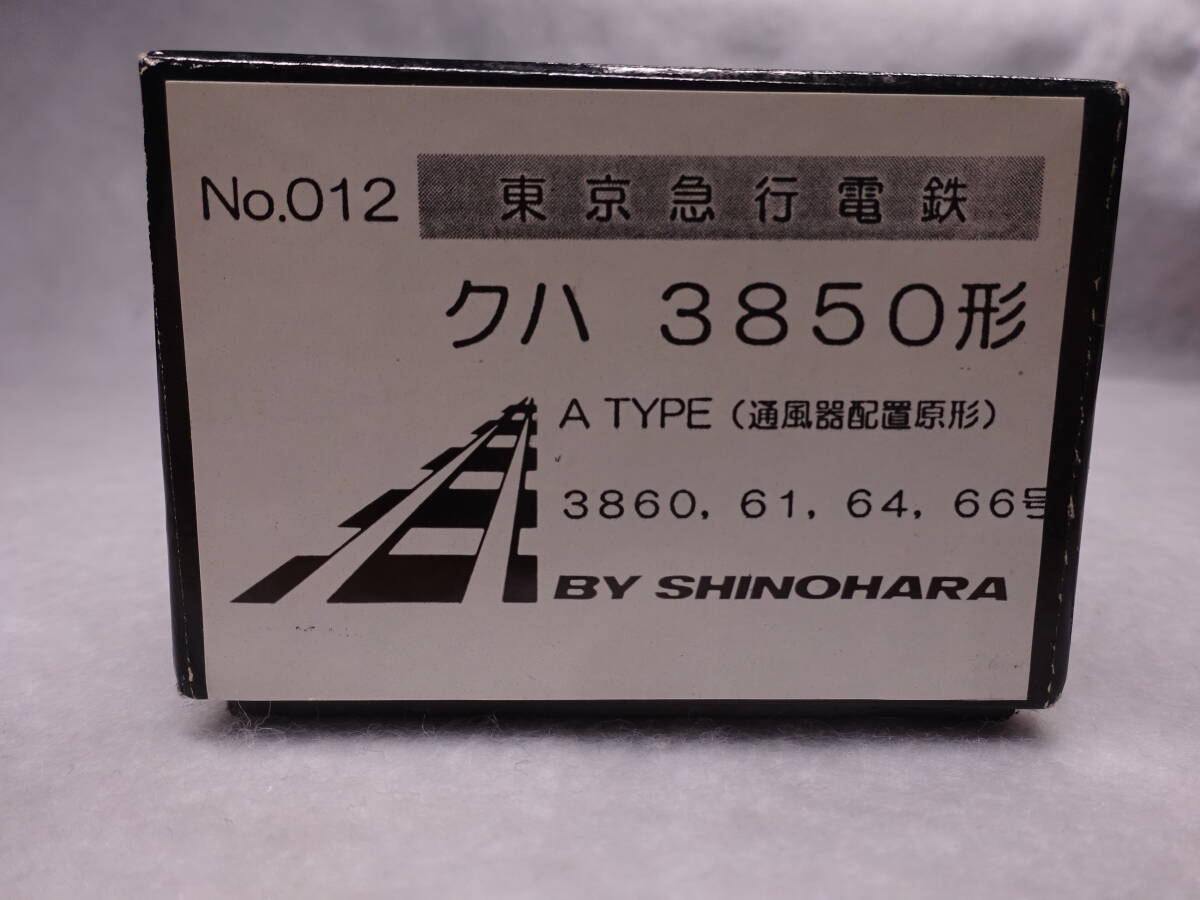 No.012 東京急行電鉄
クハ 3850形
A TYPE (通風器配置原形)
3860, 61, 64, 66号
BY SHINOHARA